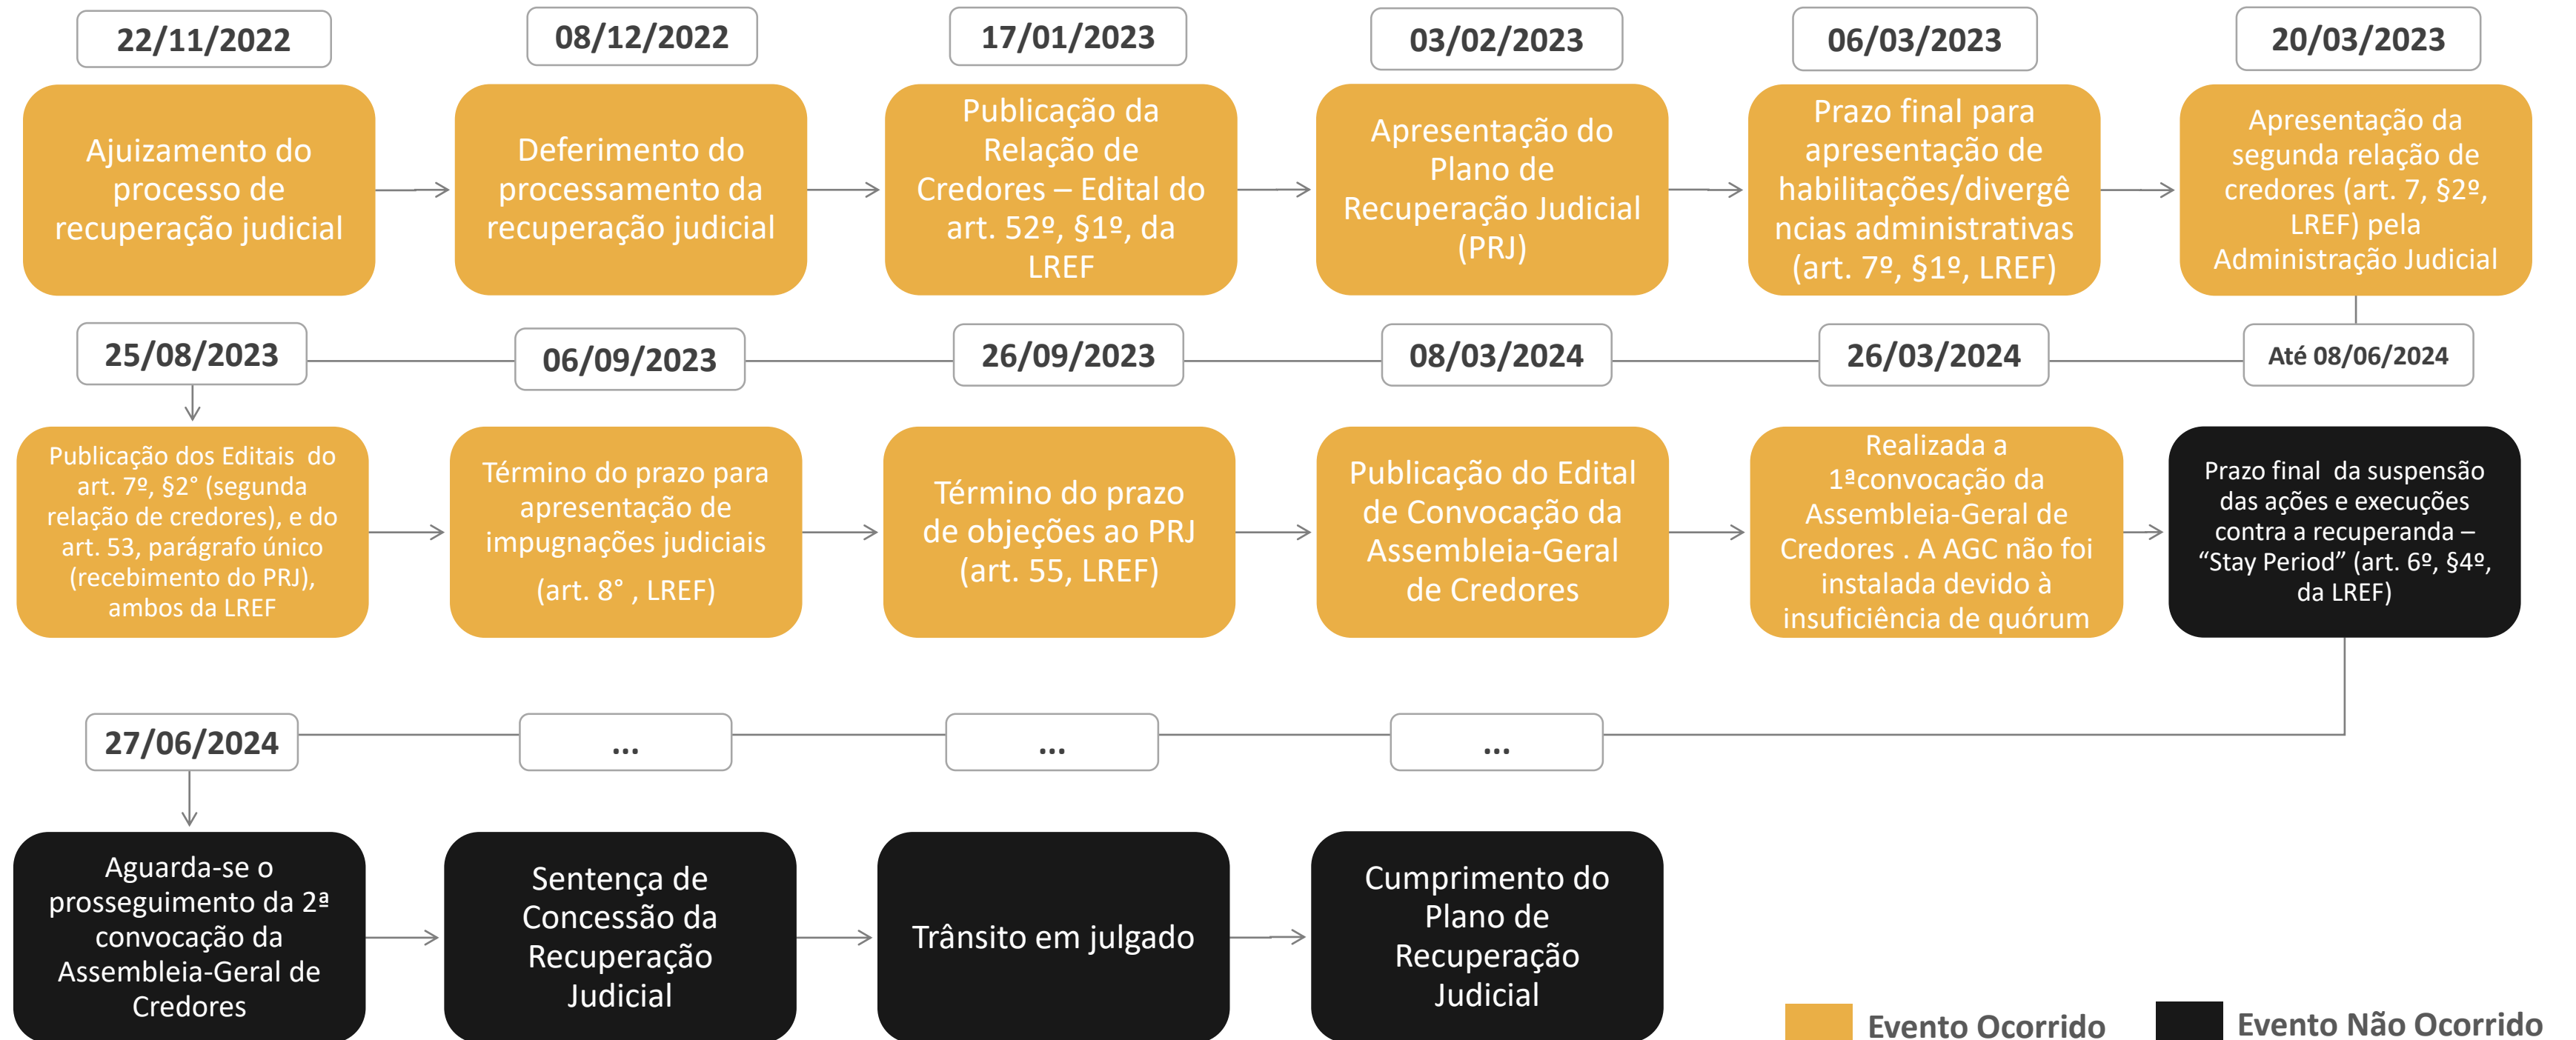 22/11/2022
08/12/2022
17/01/2023
03/02/2023
06/03/2023
20/03/2023
Ajuizamento do
processo de
recuperação judicial
Deferimento do
processamento da
recuperação judicial
Publicação da
Relação de
Credores – Edital do
art. 52º, §1º, da
LREF
Apresentação do
Plano de
Recuperação Judicial
(PRJ)
Prazo final para
apresentação de
habilitações/divergê
ncias administrativas
(art. 7º, §1º, LREF)
Apresentação da
segunda relação de
credores (art. 7, §2º,
LREF) pela
Administração Judicial
25/08/2023
06/09/2023
26/09/2023
08/03/2024
26/03/2024
Até 08/06/2024
Publicação dos Editais do
art. 7º, §2° (segunda
relação de credores), e do
art. 53, parágrafo único
(recebimento do PRJ),
ambos da LREF
Término do prazo para
apresentação de
impugnações judiciais
(art. 8° , LREF)
Término do prazo
de objeções ao PRJ
(art. 55, LREF)
Publicação do Edital
de Convocação da
Assembleia-Geral
de Credores
Realizada a
1ªconvocação da
Assembleia-Geral de
Credores . A AGC não foi
instalada devido à
insuficiência de quórum
Prazo final da suspensão
das ações e execuções
contra a recuperanda –
“Stay Period” (art. 6º, §4º,
da LREF)
27/06/2024
...
...
...
Aguarda-se o
prosseguimento da 2ª
convocação da
Assembleia-Geral de
Credores
Sentença de
Concessão da
Recuperação
Judicial
Trânsito em julgado
Cumprimento do
Plano de
Recuperação
Judicial
Evento Ocorrido
Evento Não Ocorrido